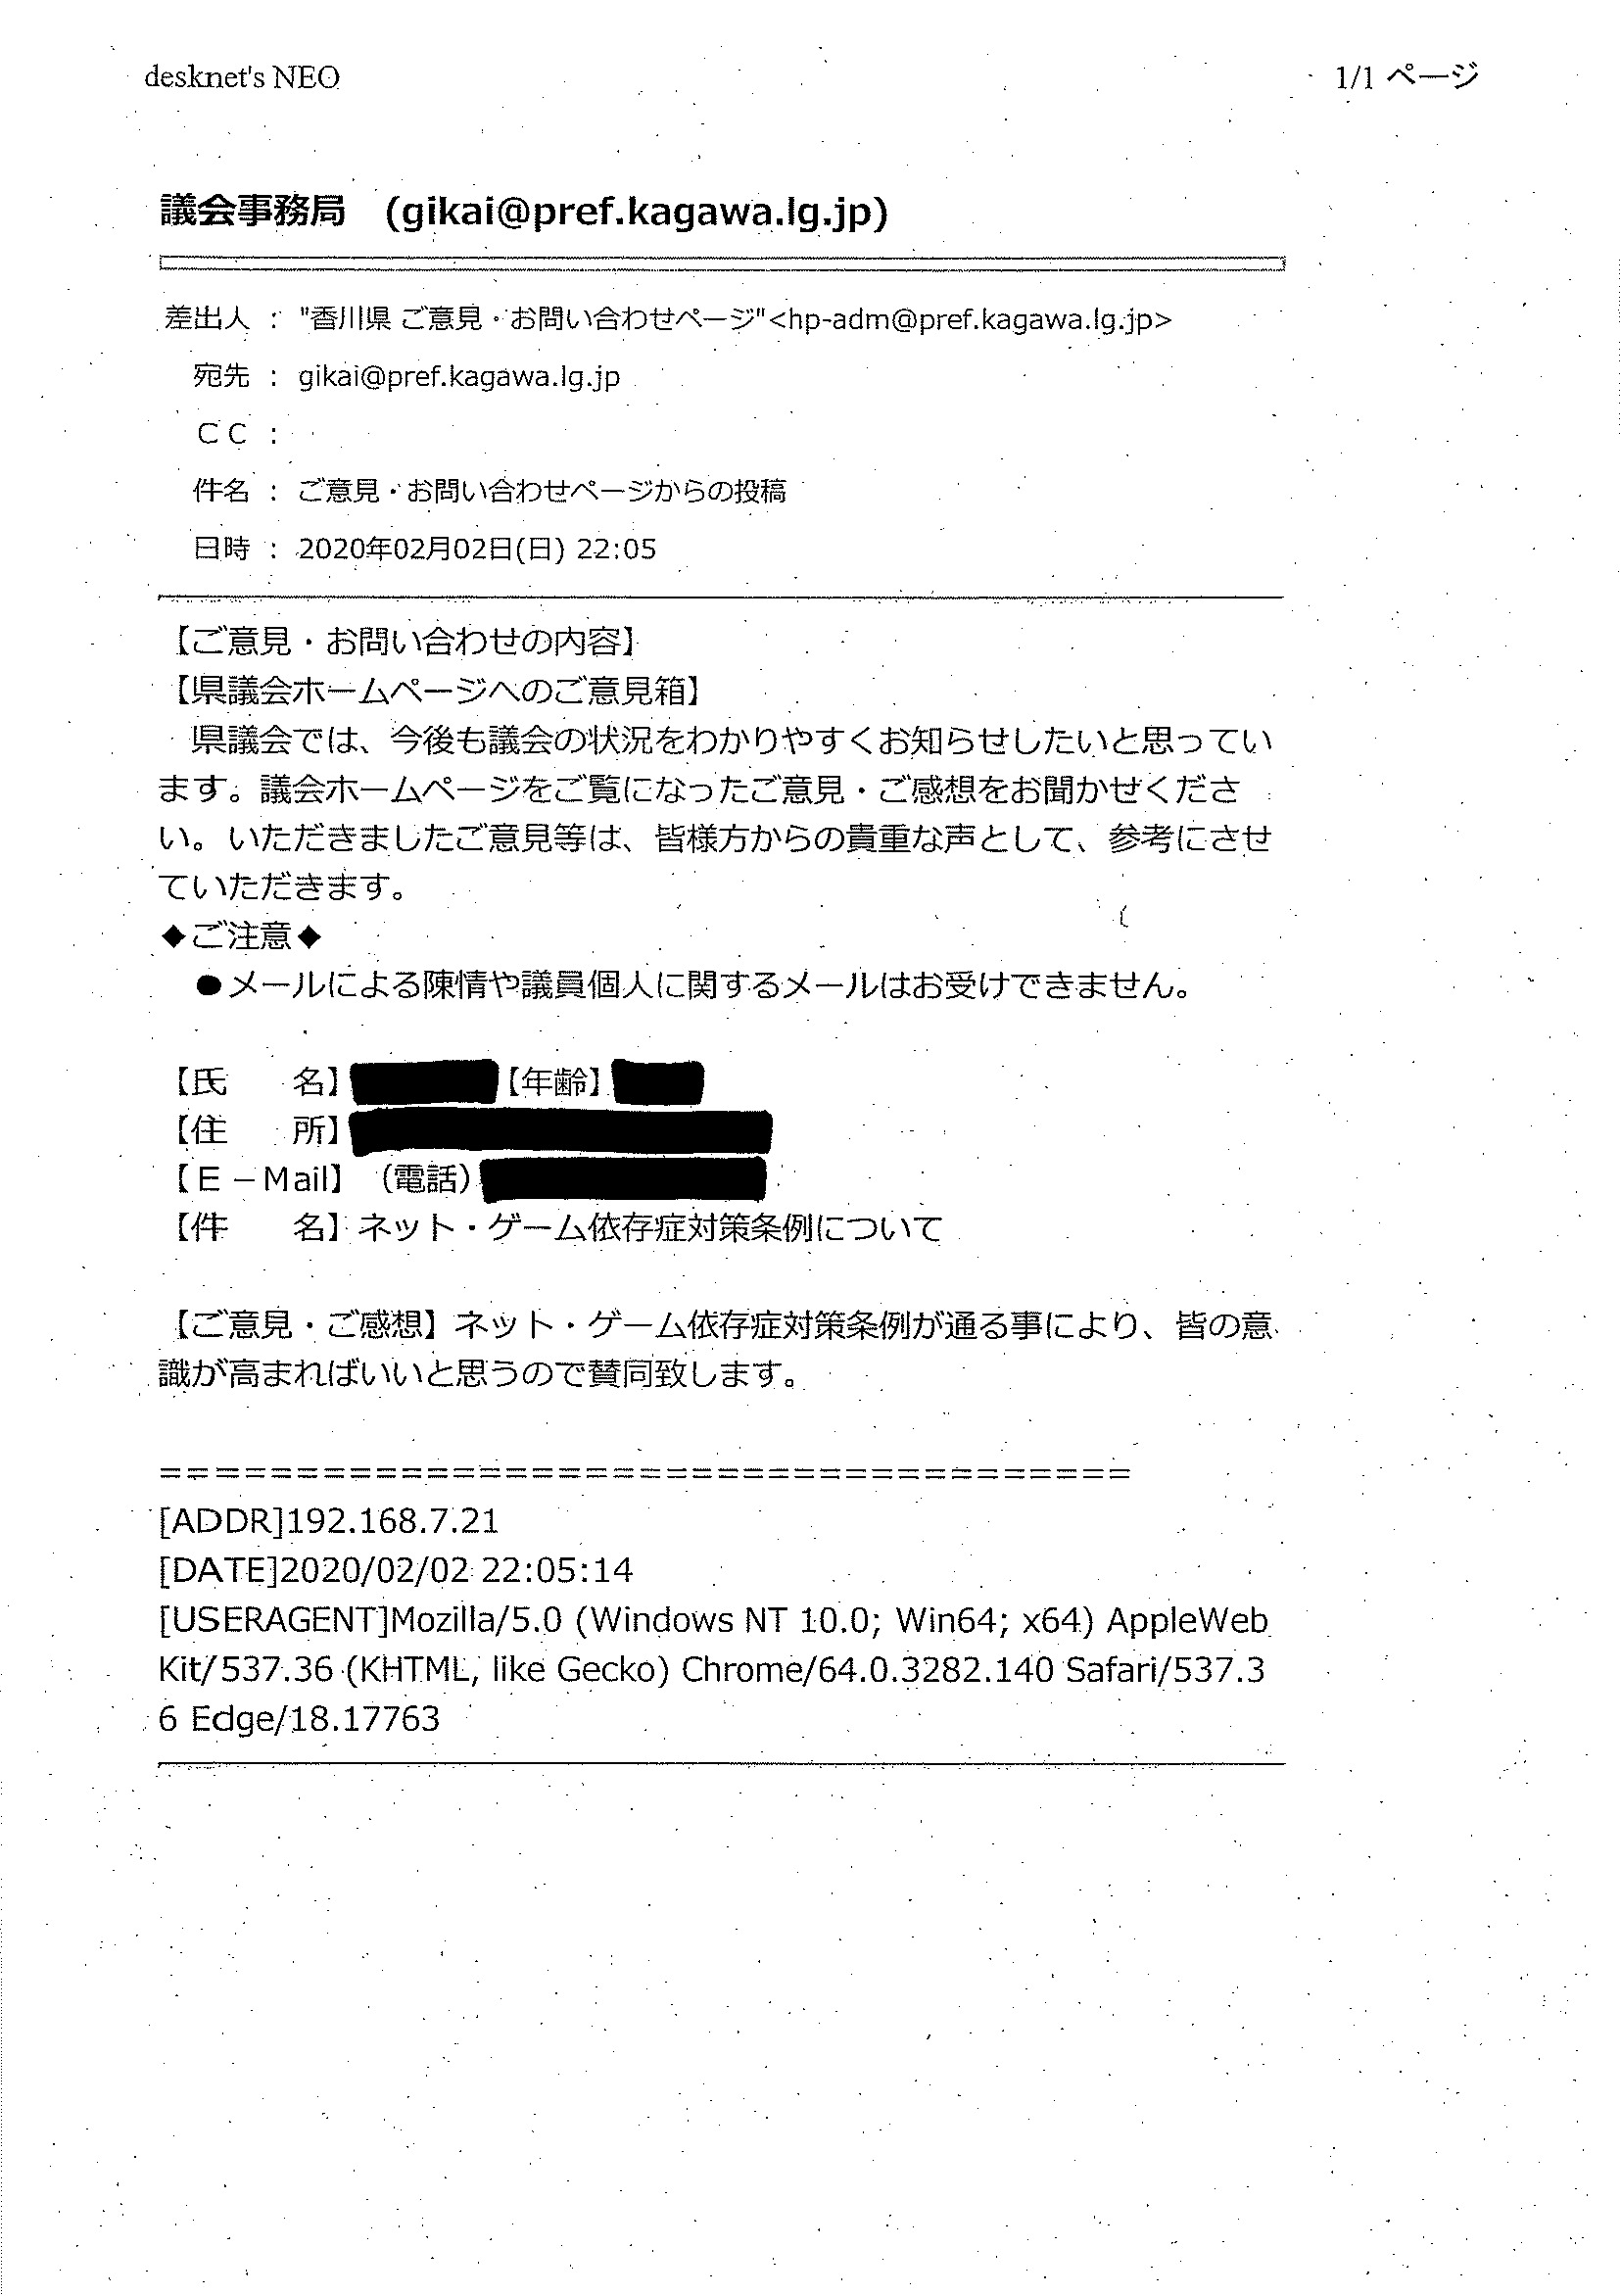 desknet's NEO
1/1 ページ
議会事務局　(gikai@pref.kagawa.lg.jp)
差出人 ： "香川県 ご意見・お問い合わせページ"<hp-adm@pref.kagawa.lg.jp>
宛先 ： gikai@pref.kagawa.lg.jp
ＣＣ ：
件名 ： ご意見・お問い合わせページからの投稿
日時 ： 2020年02月02日(日) 22:05
【ご意見・お問い合わせの内容】
【県議会ホームページへのご意見箱】
　県議会では、今後も議会の状況をわかりやすくお知らせしたいと思ってい
ます。議会ホームページをご覧になったご意見・ご感想をお聞かせくださ
い。いただきましたご意見等は、皆様方からの貴重な声として、参考にさせ
ていただきます。
◆ご注意◆
　●メールによる陳情や議員個人に関するメールはお受けできません。
【氏　　名】【年齢】
【住　　所】
【Ｅ－Mail】（電話）
【件　　名】ネット・ゲーム依存症対策条例について
【ご意見・ご感想】ネット・ゲーム依存症対策条例が通る事により、皆の意
識が高まればいいと思うので賛同致します。
＝＝＝＝＝＝＝＝＝＝＝＝＝＝＝＝＝＝＝＝＝＝＝＝＝＝＝＝＝＝＝＝＝＝＝＝
[ADDR]192.168.7.21
[DATE]2020/02/02 22:05:14
[USERAGENT]Mozilla/5.0 (Windows NT 10.0; Win64; x64) AppleWeb
Kit/537.36 (KHTML, like Gecko) Chrome/64.0.3282.140 Safari/537.3
6 Edge/18.17763